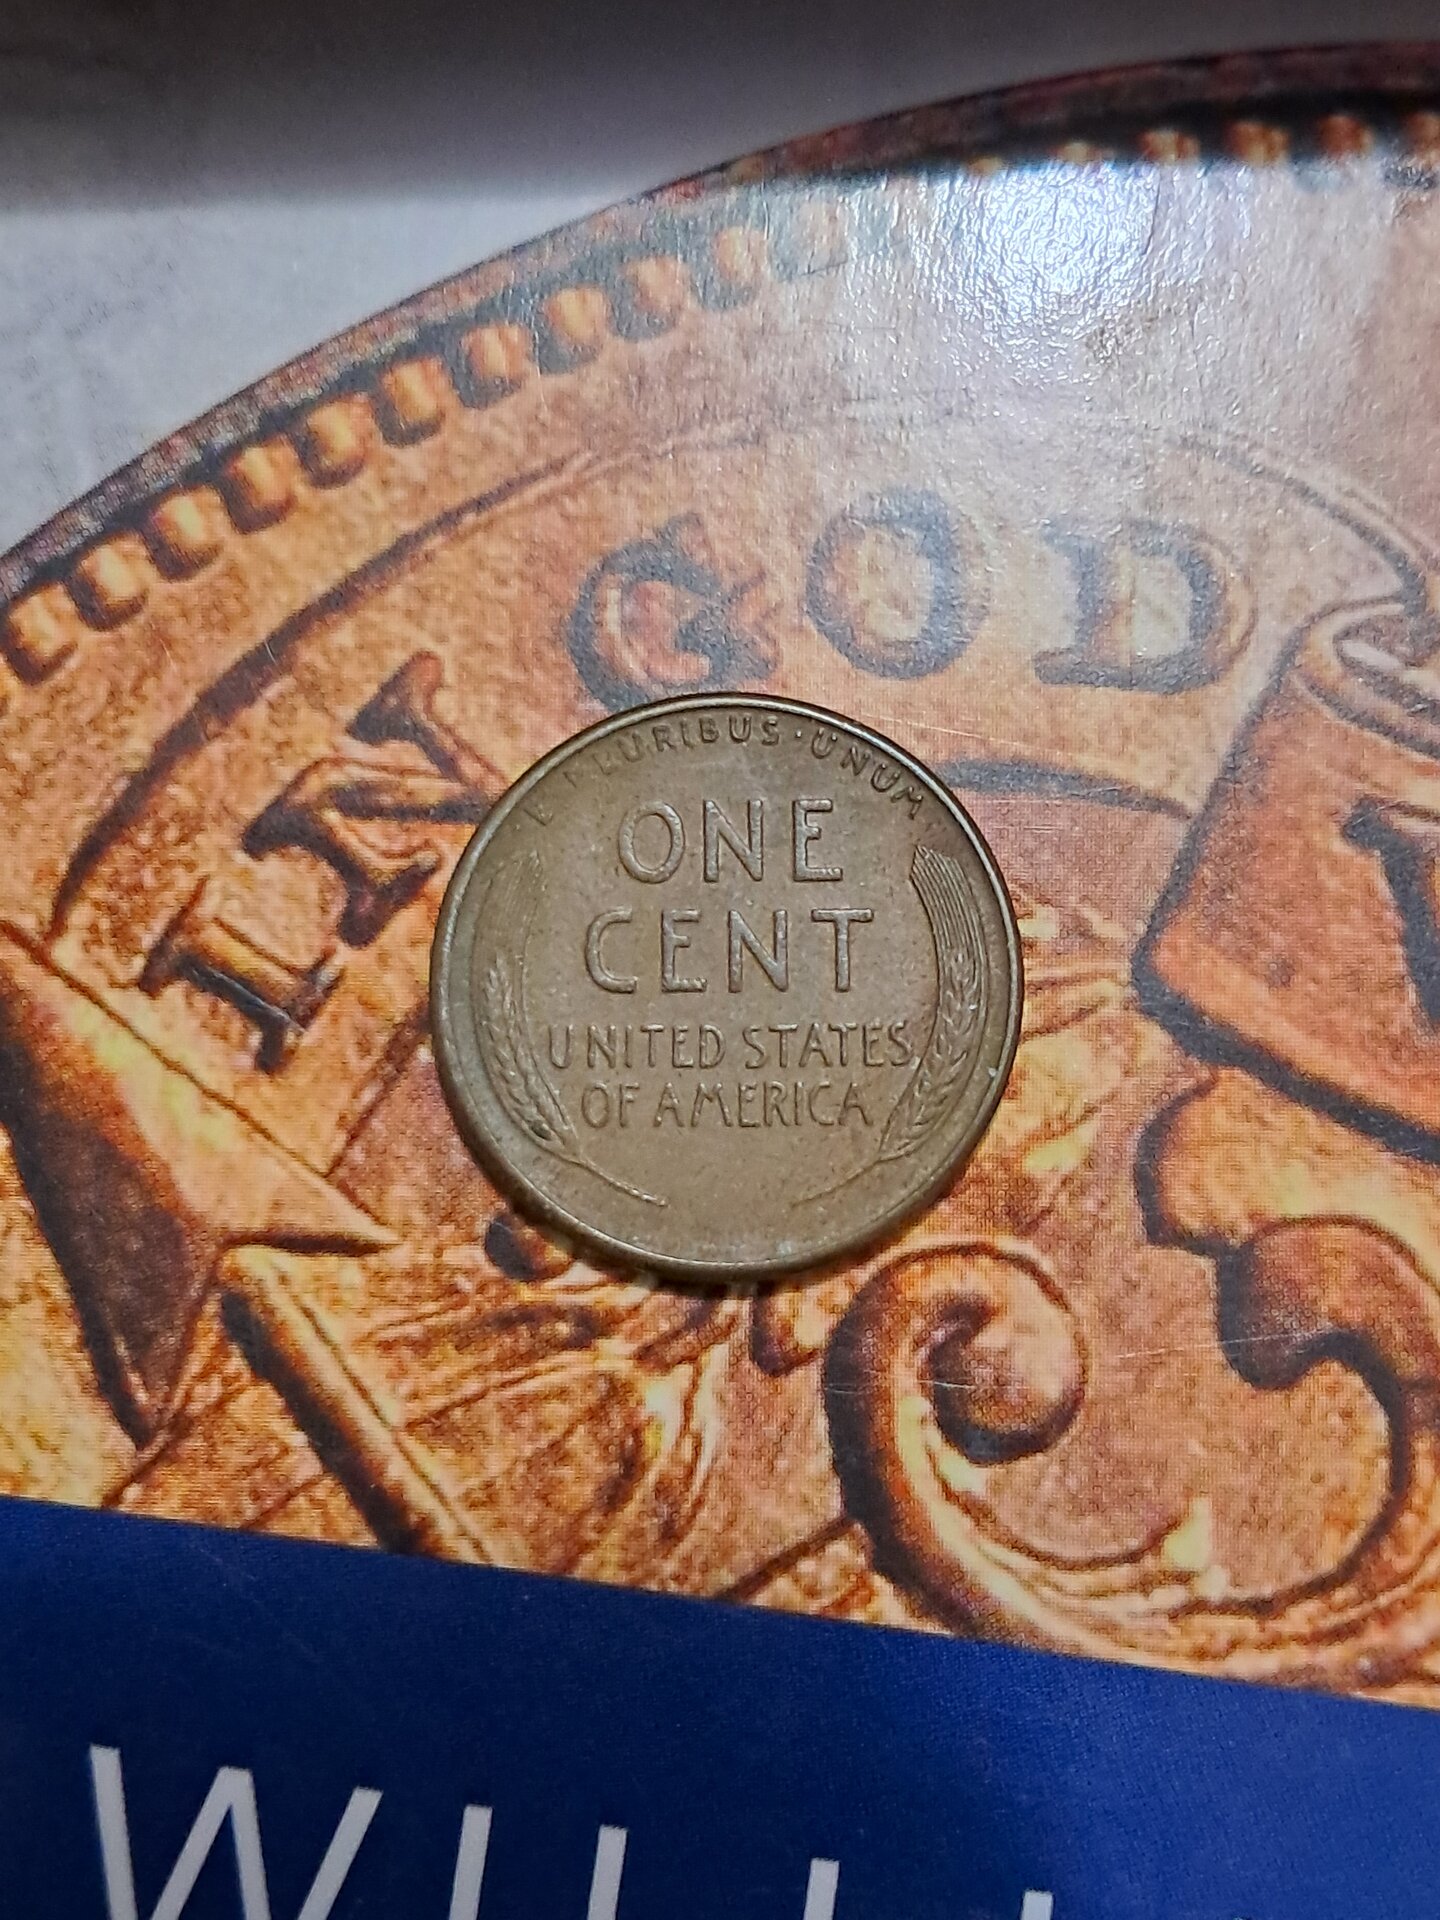 IN GOD
E PLURIBUS·UNUM
ONE
CENT
UNITED STATES
OF AMERICA